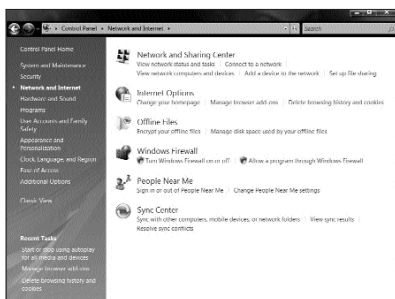 Control Panel ▸ Network and Internet ▸
Search
Control Panel Home
System and Maintenance
Security
Network and Internet
Hardware and Sound
Programs
User Accounts and Family
Safety
Appearance and
Personalization
Clock, Language, and Region
Ease of Access
Additional Options
Classic View
Recent Tasks
Start or stop using autoplay
for all media and devices
Manage browser add-ons
Delete browsing history and
cookies
Network and Sharing Center
View network status and tasks | Connect to a network
View network computers and devices | Add a device to the network | Set up file sharing
Internet Options
Change your homepage | Manage browser add-ons | Delete browsing history and cookies
Offline Files
Encrypt your offline files | Manage disk space used by your offline files
Windows Firewall
Turn Windows Firewall on or off | Allow a program through Windows Firewall
People Near Me
Sign in or out of People Near Me | Change People Near Me settings
Sync Center
Sync with other computers, mobile devices, or network folders | View sync results
Resolve sync conflicts